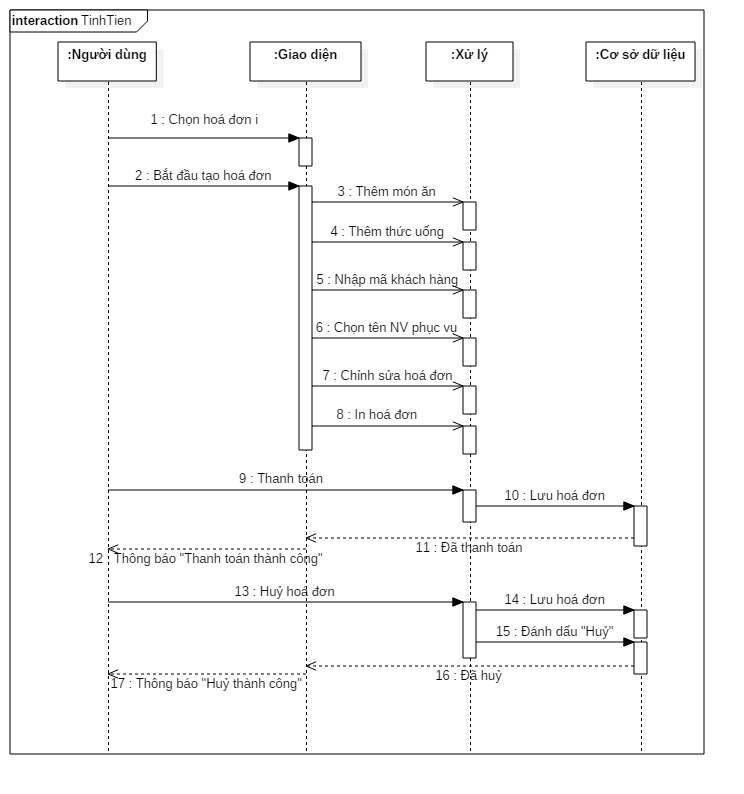 interaction TinhTien
:Người dùng
:Giao diện
:Xử lý
:Cơ sở dữ liệu
1 : Chọn hoá đơn i
2 : Bắt đầu tạo hoá đơn
3 : Thêm món ăn
4 : Thêm thức uống
5 : Nhập mã khách hàng
6 : Chọn tên NV phục vụ
7 : Chỉnh sửa hoá đơn
8 : In hoá đơn
9 : Thanh toán
10 : Lưu hoá đơn
11 : Đã thanh toán
12 : Thông báo "Thanh toán thành công"
13 : Huỷ hoá đơn
14 : Lưu hoá đơn
15 : Đánh dấu "Huỷ"
16 : Đã huỷ
17 : Thông báo "Huỷ thành công"